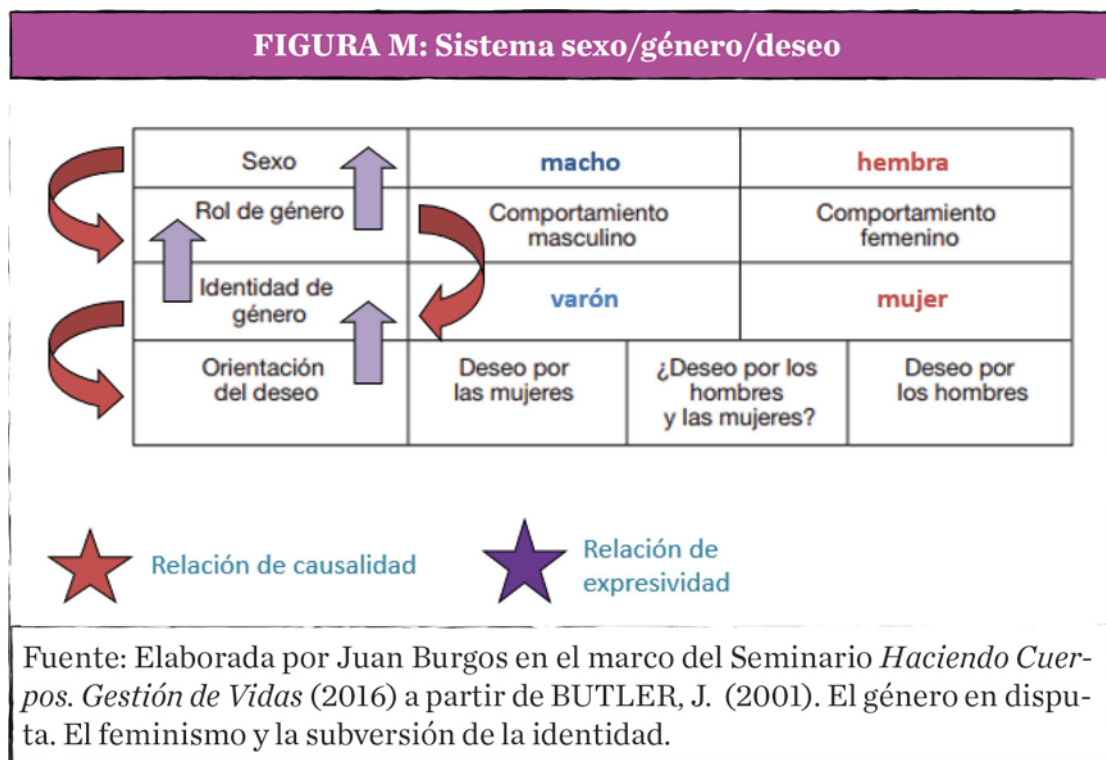 FIGURA M: Sistema sexo/género/deseo
Sexo
macho
hembra
Rol de género
Comportamiento
masculino
Comportamiento
femenino
Identidad de
género
varón
mujer
Orientación
del deseo
Deseo por
las mujeres
¿Deseo por los
hombres
y las mujeres?
Deseo por
los hombres
Relación de causalidad
Relación de
expresividad
Fuente: Elaborada por Juan Burgos en el marco del Seminario Haciendo Cuer-
pos. Gestión de Vidas (2016) a partir de BUTLER, J. (2001). El género en dispu-
ta. El feminismo y la subversión de la identidad.